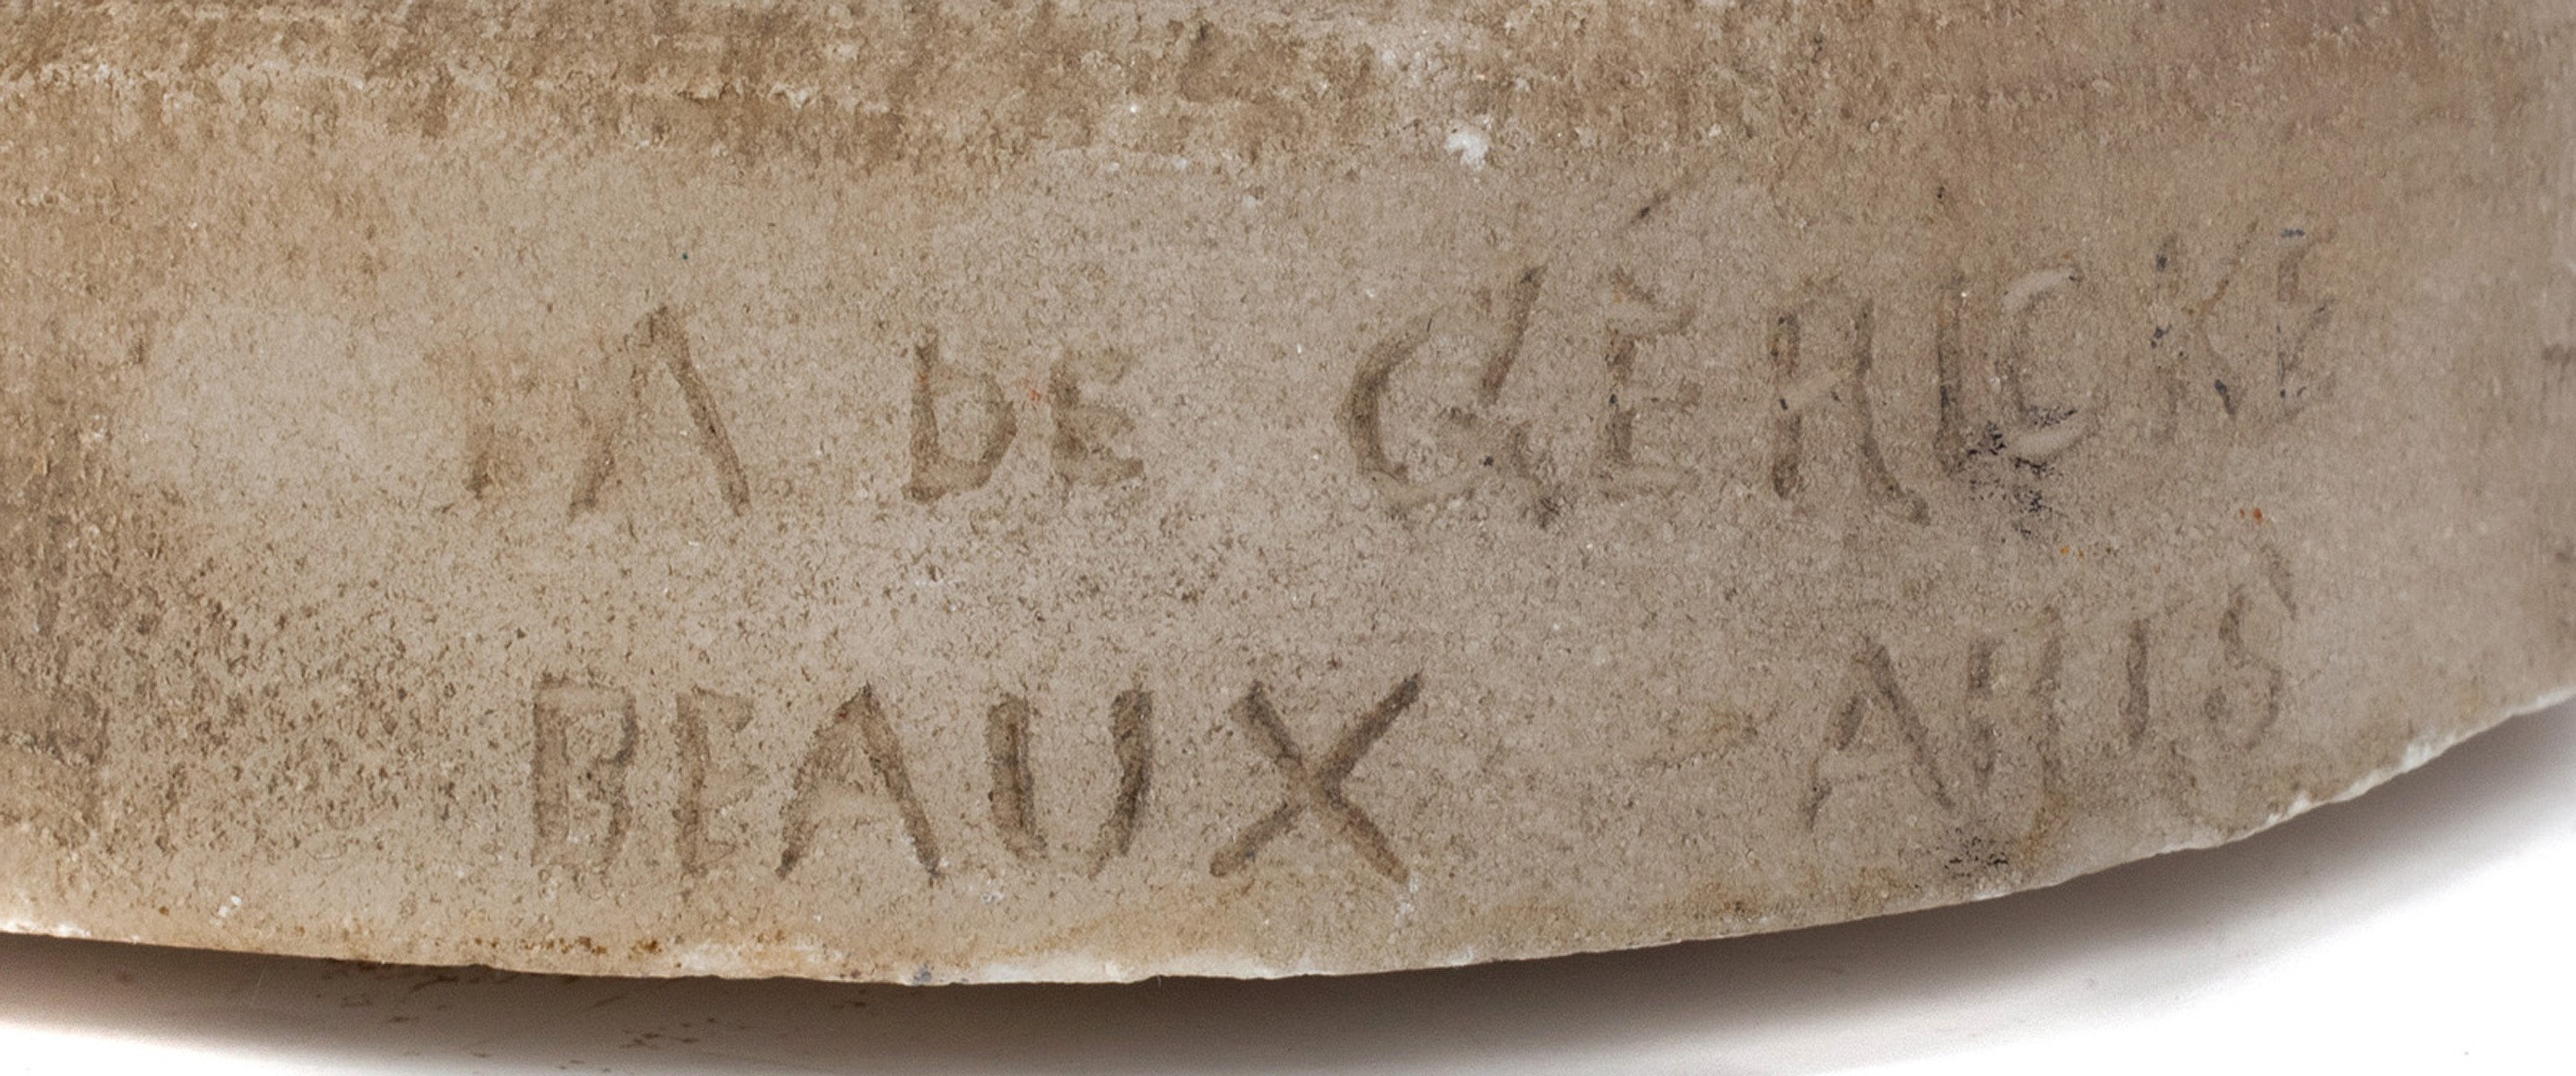 A DE GÉRICKE
BEAUX - ARTS